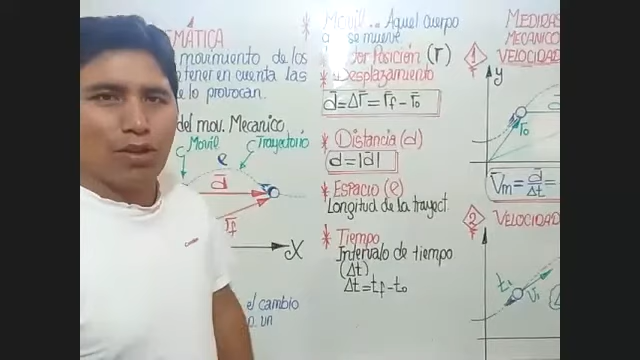 MÁTICA
movimiento de los
tener en cuenta las
e lo provocan.
del mov. Mecanico
Movil
Trayectoria
e
d̄
r̄f
X
el cambio
un
* Movil... Aquel cuerpo
se mueve.
Posición (r̄)
* Desplazamiento
d̄=Δr̄=r̄f-r̄o
* Distancia (d)
d=|d̄|
* Espacio (e)
Longitud de la trayect.
* Tiempo
Intervalo de tiempo
(Δt)
Δt=tf-to
MEDIDAS
MECANICO
1 VELOCIDAD
y
r̄o
d
V̄m=d̄/Δt=
2 VELOCIDAD
t1
V̄1